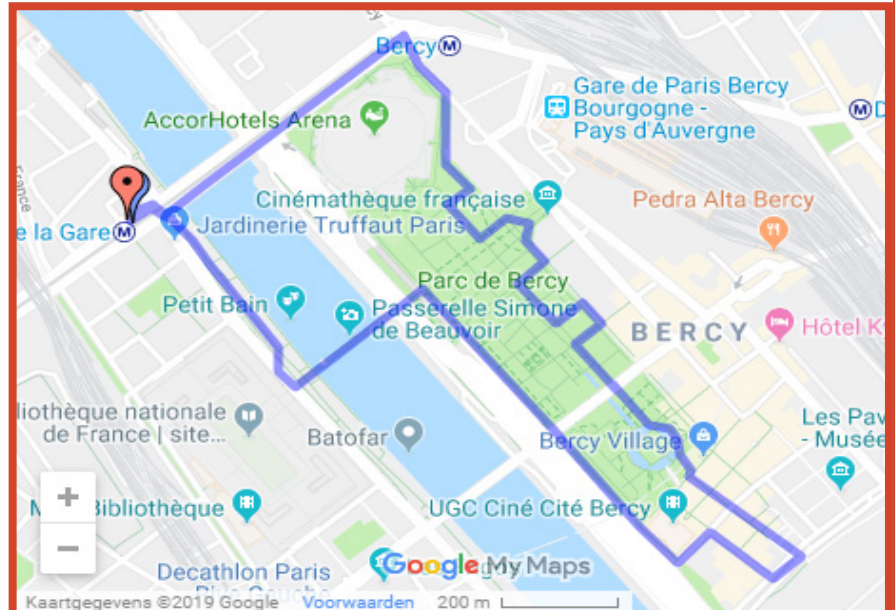 Bercy M
Gare de Paris Bercy
Bourgogne -
Pays d'Auvergne
M
AccorHotels Arena
France
Cinémathèque française
Pedra Alta Bercy
e la Gare M
Jardinerie Truffaut Paris
Parc de Bercy
Petit Bain
Passerelle Simone
de Beauvoir
BERCY
Hôtel K
liothèque nationale
de France | site...
Batofar
Bercy Village
Les Pav
- Musée
+
Bibliothèque
UGC Ciné Cité Bercy
−
Decathlon Paris
Google My Maps
Kaartgegevens ©2019 Google Voorwaarden 200 m